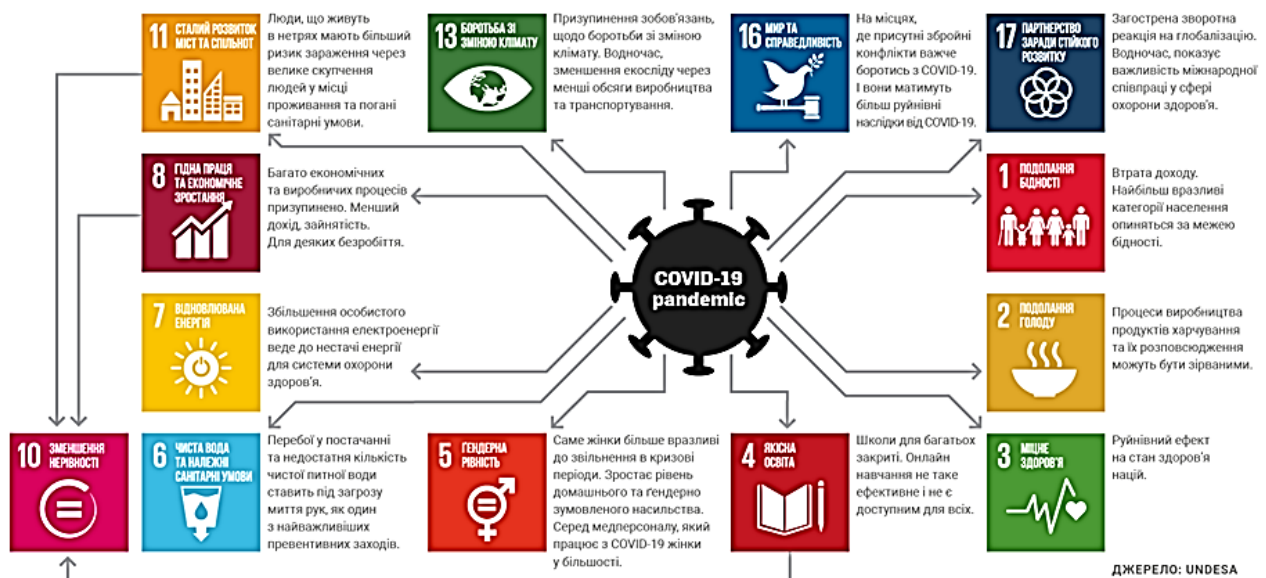 11 СТАЛИЙ РОЗВИТОК
МІСТ ТА СПІЛЬНОТ
Люди, що живуть
в нетрях мають більший
ризик зараження через
велике скупчення
людей у місці
проживання та погані
санітарні умови.
13 БОРОТЬБА ЗІ
ЗМІНОЮ КЛІМАТУ
Призупинення зобов'язань,
щодо боротьби зі зміною
клімату. Водночас,
зменшення екосліду через
менші обсяги виробництва
та транспортування.
16 МИР ТА
СПРАВЕДЛИВІСТЬ
На місцях,
де присутні збройні
конфлікти важче
боротись з COVID-19.
І вони матимуть
більш руйнівні
наслідки від COVID-19.
17 ПАРТНЕРСТВО
ЗАРАДИ СТІЙКОГО
РОЗВИТКУ
Загострена зворотна
реакція на глобалізацію.
Водночас, показує
важливість міжнародної
співпраці у сфері
охорони здоров'я.
8 ГІДНА ПРАЦЯ
ТА ЕКОНОМІЧНЕ
ЗРОСТАННЯ
Багато економічних
та виробничих процесів
призупинено. Менший
дохід, зайнятість.
Для деяких безробіття.
COVID-19
pandemic
1 ПОДОЛАННЯ
БІДНОСТІ
Втрата доходу.
Найбільш вразливі
категорії населення
опиняться за межею
бідності.
7 ВІДНОВЛЮВАНА
ЕНЕРГІЯ
Збільшення особистого
використання електроенергії
веде до нестачі енергії
для системи охорони
здоров'я.
2 ПОДОЛАННЯ
ГОЛОДУ
Процеси виробництва
продуктів харчування
та їх розповсюдження
можуть бути зірваними.
10 ЗМЕНШЕННЯ
НЕРІВНОСТІ
6 ЧИСТА ВОДА
ТА НАЛЕЖНІ
САНІТАРНІ УМОВИ
Перебої у постачанні
та недостатня кількість
чистої питної води
ставить під загрозу
миття рук, як один
з найважливіших
превентивних заходів.
5 ҐЕНДЕРНА
РІВНІСТЬ
Саме жінки більше вразливі
до звільнення в кризові
періоди. Зростає рівень
домашнього та ґендерно
зумовленого насильства.
Серед медперсоналу, який
працює з COVID-19 жінки
у більшості.
4 ЯКІСНА
ОСВІТА
Школи для багатьох
закриті. Онлайн
навчання не таке
ефективне і не є
доступним для всіх.
3 МІЦНЕ
ЗДОРОВ'Я
Руйнівний ефект
на стан здоров'я
націй.
ДЖЕРЕЛО: UNDESA